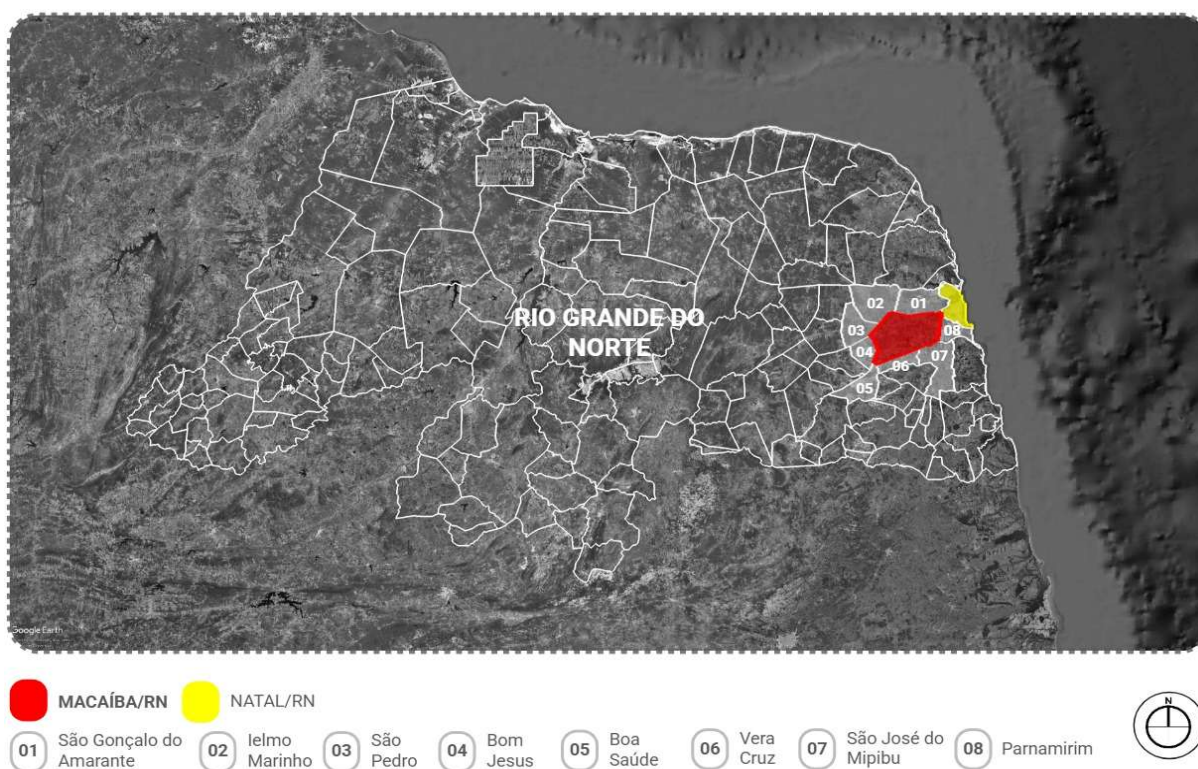 02
01
RIO GRANDE DO
NORTE
03
08
04
07
06
05
Google Earth
MACAÍBA/RN
NATAL/RN
N
01
São Gonçalo do
Amarante
02
Ielmo
Marinho
03
São
Pedro
04
Bom
Jesus
05
Boa
Saúde
06
Vera
Cruz
07
São José do
Mipibu
08
Parnamirim